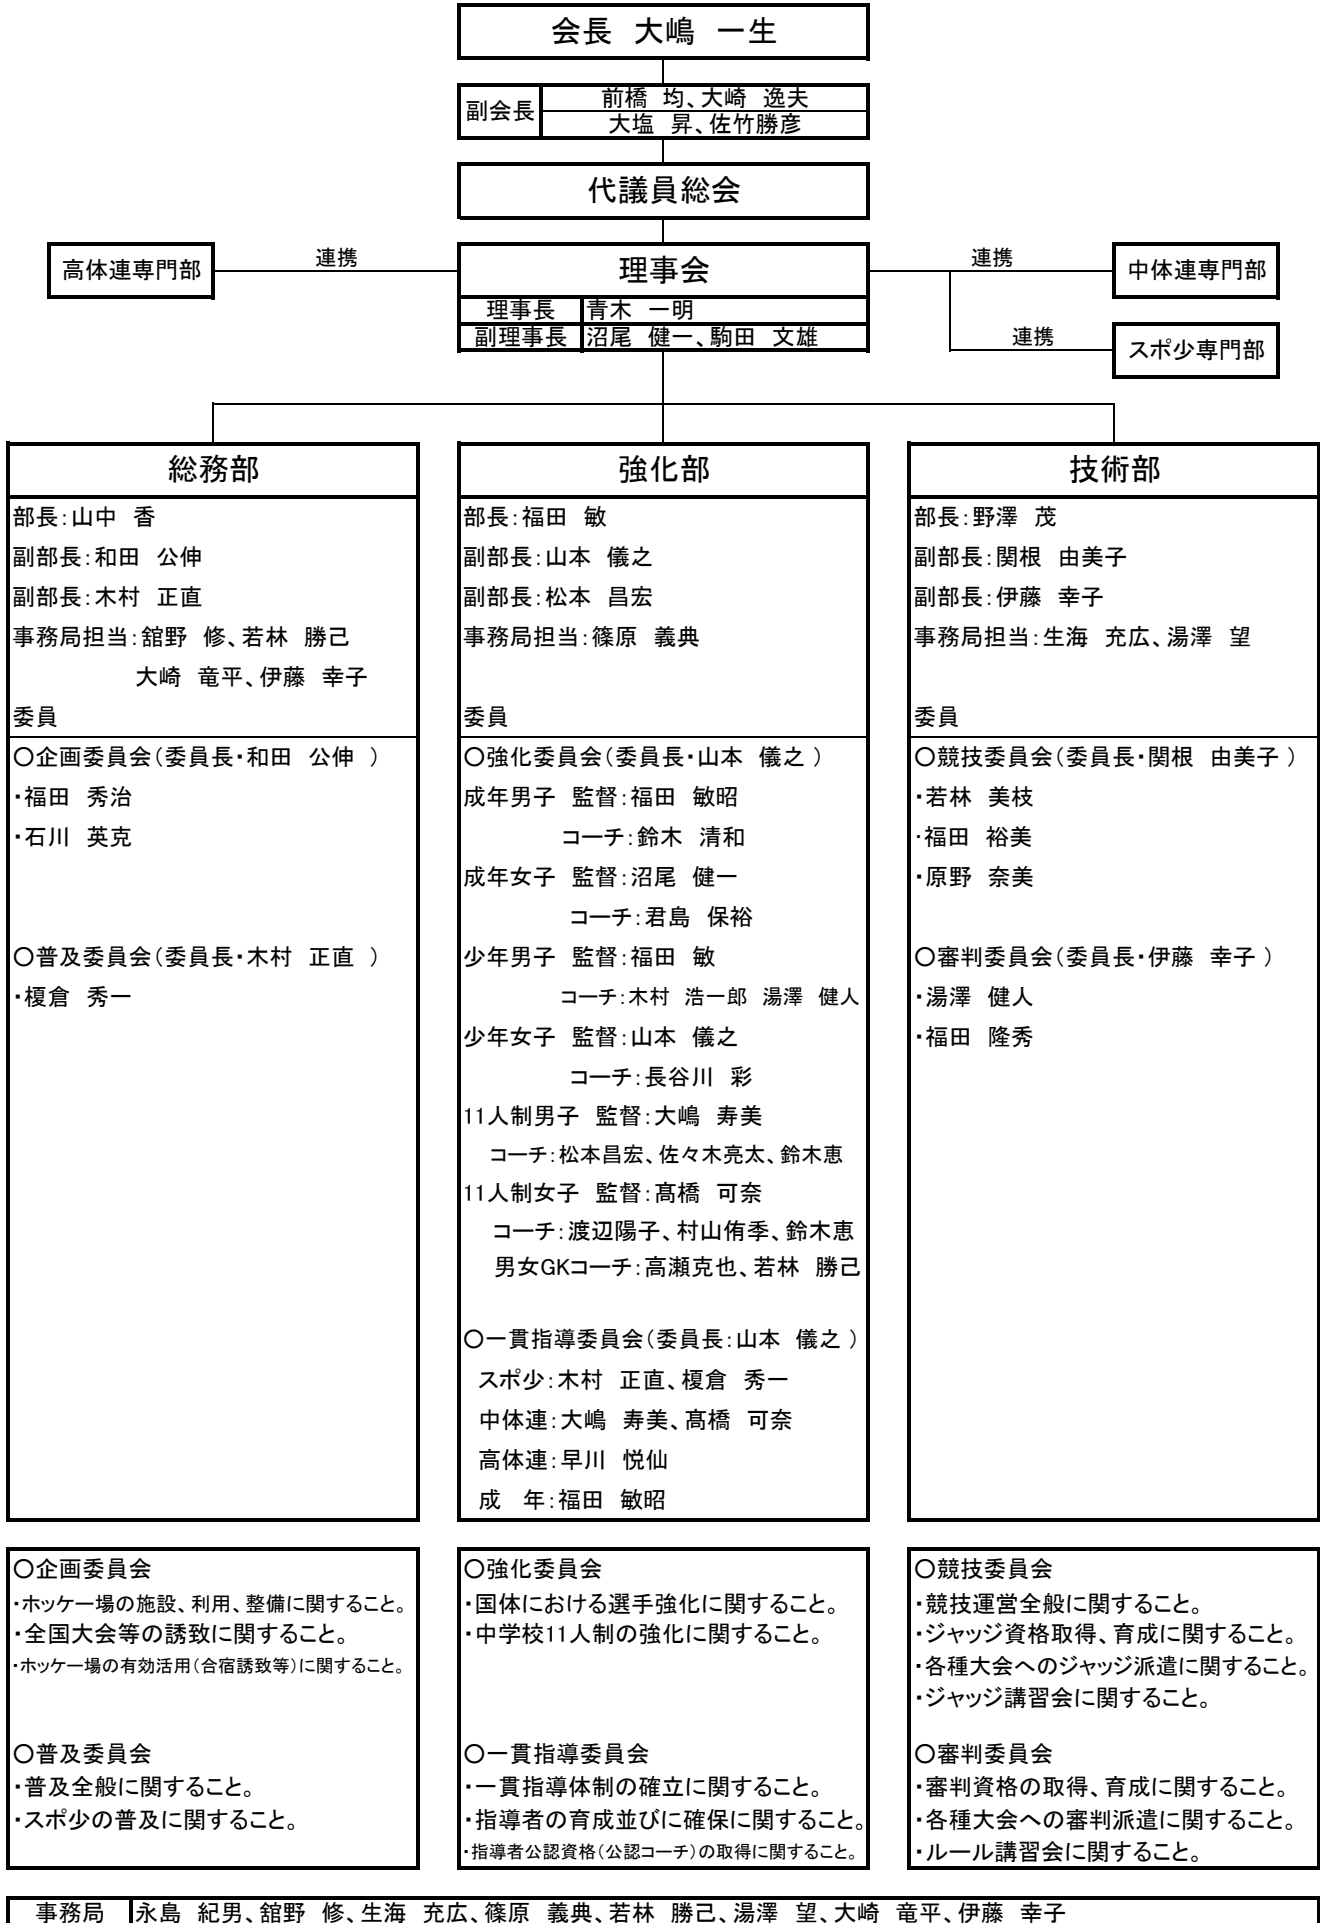 会長　大嶋　一生
副会長
前橋　均、大崎　逸夫
大塩　昇、佐竹勝彦
代議員総会
高体連専門部
連携
理事会
連携
中体連専門部
理事長
青木　一明
副理事長
沼尾　健一、駒田　文雄
連携
スポ少専門部
総務部
部長：山中　香
副部長：和田　公伸
副部長：木村　正直
事務局担当：舘野　修、若林　勝己
大崎　竜平、伊藤　幸子
委員
〇企画委員会（委員長・和田　公伸　）
・福田　秀治
・石川　英克
〇普及委員会（委員長・木村　正直　）
・榎倉　秀一
強化部
部長：福田　敏
副部長：山本　儀之
副部長：松本　昌宏
事務局担当：篠原　義典
委員
〇強化委員会（委員長・山本　儀之 ）
成年男子　監督：福田　敏昭
コーチ：鈴木　清和
成年女子　監督：沼尾　健一
コーチ：君島　保裕
少年男子　監督：福田　敏
コーチ：木村　浩一郎　湯澤　健人
少年女子　監督：山本　儀之
コーチ：長谷川　彩
11人制男子　監督：大嶋　寿美
コーチ：松本昌宏、佐々木亮太、鈴木恵
11人制女子　監督：髙橋　可奈
コーチ：渡辺陽子、村山侑季、鈴木恵
男女GKコーチ：高瀬克也、若林　勝己
〇一貫指導委員会（委員長：山本　儀之 ）
スポ少：木村　正直、榎倉　秀一
中体連：大嶋　寿美、髙橋　可奈
高体連：早川　悦仙
成　年：福田　敏昭
技術部
部長：野澤　茂
副部長：関根　由美子
副部長：伊藤　幸子
事務局担当：生海　充広、湯澤　望
委員
〇競技委員会（委員長・関根　由美子 ）
・若林　美枝
・福田　裕美
・原野　奈美
〇審判委員会（委員長・伊藤　幸子 ）
・湯澤　健人
・福田　隆秀
〇企画委員会
・ホッケー場の施設、利用、整備に関すること。
・全国大会等の誘致に関すること。
・ホッケー場の有効活用（合宿誘致等）に関すること。
〇普及委員会
・普及全般に関すること。
・スポ少の普及に関すること。
〇強化委員会
・国体における選手強化に関すること。
・中学校11人制の強化に関すること。
〇一貫指導委員会
・一貫指導体制の確立に関すること。
・指導者の育成並びに確保に関すること。
・指導者公認資格（公認コーチ）の取得に関すること。
〇競技委員会
・競技運営全般に関すること。
・ジャッジ資格取得、育成に関すること。
・各種大会へのジャッジ派遣に関すること。
・ジャッジ講習会に関すること。
〇審判委員会
・審判資格の取得、育成に関すること。
・各種大会への審判派遣に関すること。
・ルール講習会に関すること。
事務局
永島　紀男、舘野　修、生海　充広、篠原　義典、若林　勝己、湯澤　望、大崎　竜平、伊藤　幸子